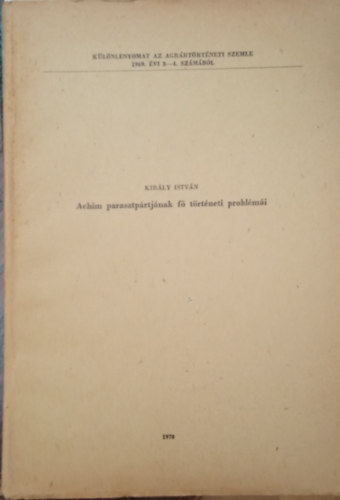 KÜLÖNLENYOMAT AZ AGRÁRTÖRTÉNETI SZEMLE
1969. ÉVI 3—4. SZÁMÁBÓL
KIRÁLY ISTVÁN
Achim parasztpártjának fő történeti problémái
1970